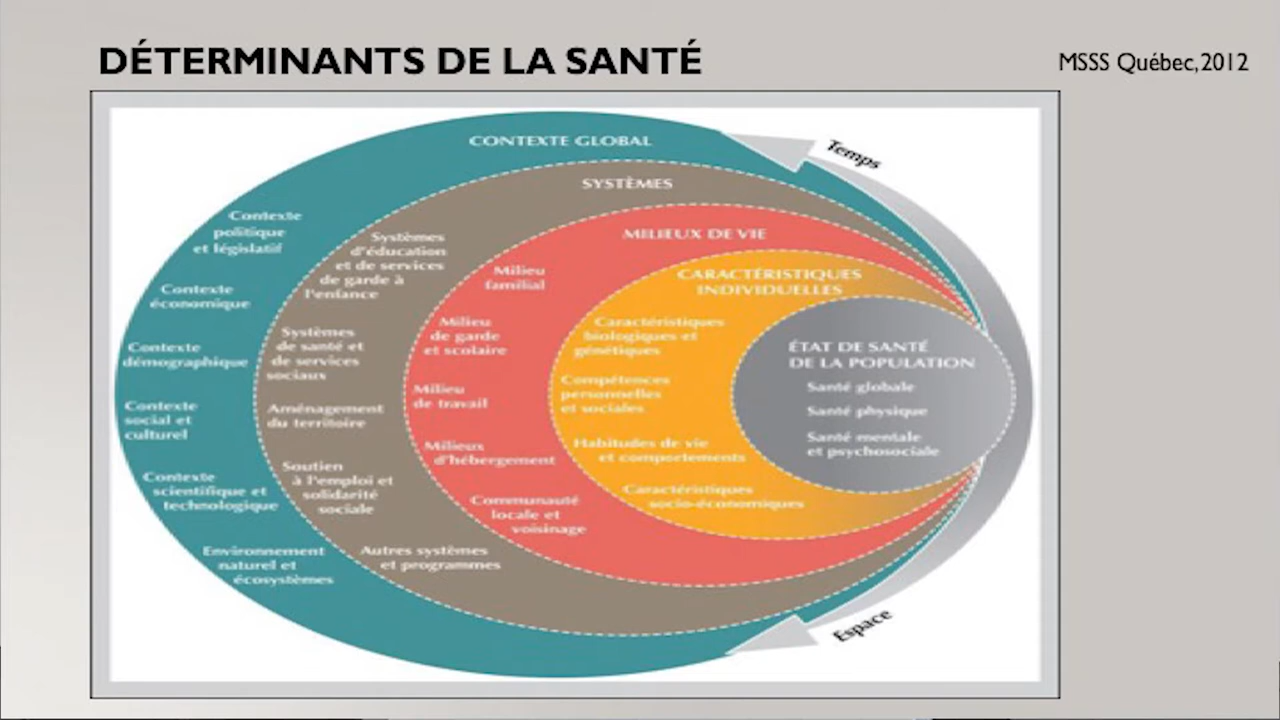 DÉTERMINANTS DE LA SANTÉ
MSSS Québec,2012
CONTEXTE GLOBAL
Temps
SYSTÈMES
MILIEUX DE VIE
CARACTÉRISTIQUES
INDIVIDUELLES
Contexte
politique
et législatif
Contexte
économique
Contexte
démographique
Contexte
social et
culturel
Contexte
scientifique et
technologique
Environnement
naturel et
écosystèmes
Systèmes
d'éducation
et de services
de garde à
l'enfance
Systèmes
de santé et
de services
sociaux
Aménagement
du territoire
Soutien
à l'emploi et
solidarité
sociale
Autres systèmes
et programmes
Milieu
familial
Milieu
de garde
et scolaire
Milieu
de travail
Milieux
d'hébergement
Communauté
locale et
voisinage
Caractéristiques
biologiques et
génétiques
Compétences
personnelles
et sociales
Habitudes de vie
et comportements
Caractéristiques
socio-économiques
ÉTAT DE SANTÉ
DE LA POPULATION
Santé globale
Santé physique
Santé mentale
et psychosociale
Espace